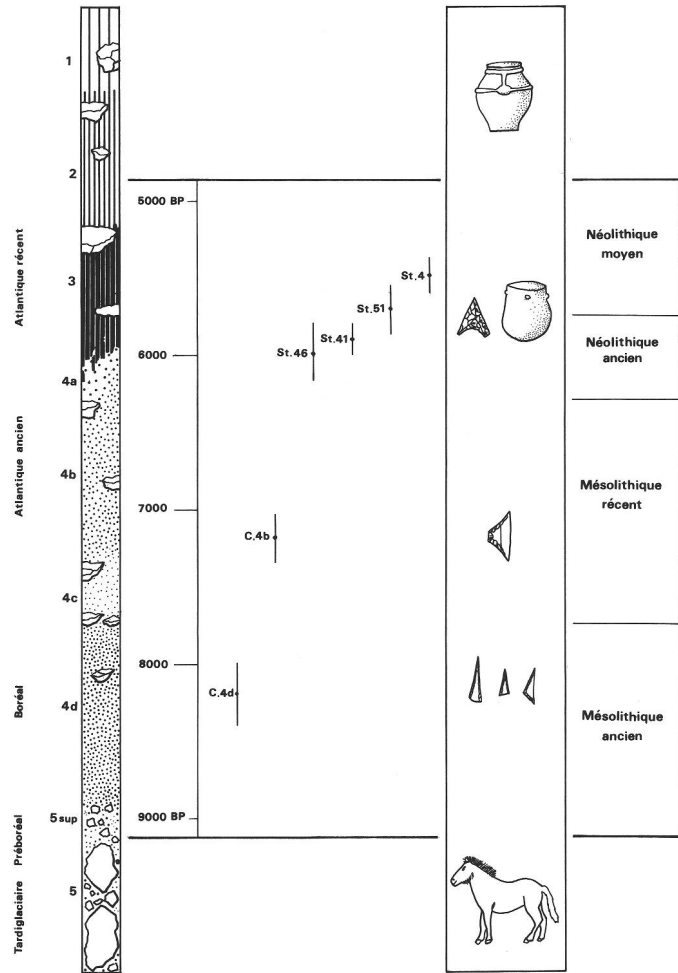 1
2
Atlantique récent
3
4a
Atlantique ancien
4b
4c
Boréal
4d
Préboréal
5 sup
Tardiglaciaire
5
5000 BP
6000
7000
8000
9000 BP
St.4
St.51
St.41
St.46
C.4b
C.4d
Néolithique
moyen
Néolithique
ancien
Mésolithique
récent
Mésolithique
ancien